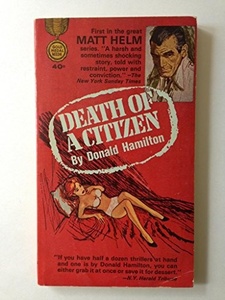 GOLD
MEDAL
BOOK
40¢
First in the great
MATT HELM
series. "A harsh and
sometimes shocking
story, told with
restraint, power and
conviction."—The
New York Sunday Times
DEATH OF
A CITIZEN
By Donald Hamilton
"If you have half a dozen thrillers at hand
and one is by Donald Hamilton, you can
either grab it at once or save it for dessert."
—N.Y. Herald Tribune